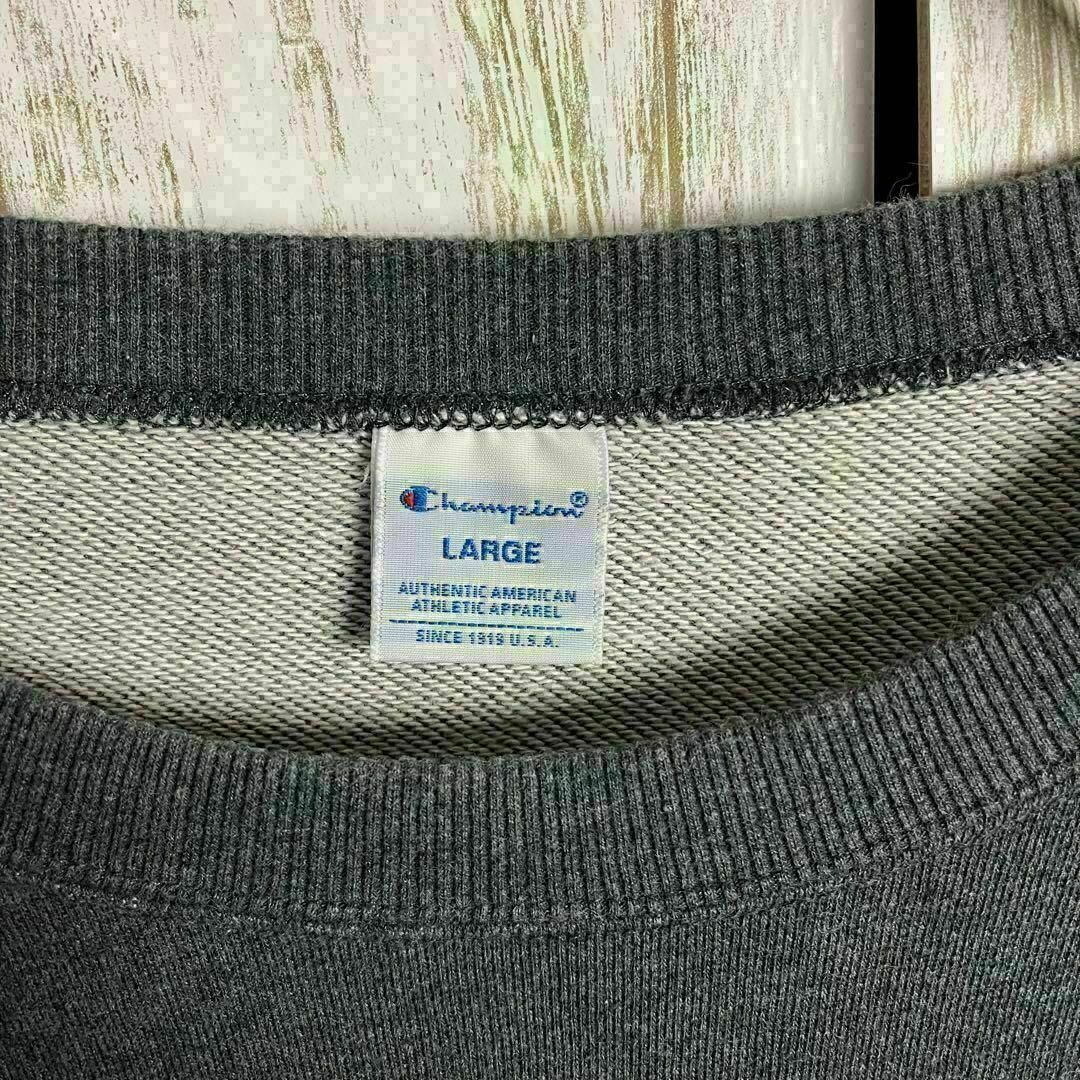 Champion®
LARGE
AUTHENTIC AMERICAN
ATHLETIC APPAREL
SINCE 1919 U.S.A.